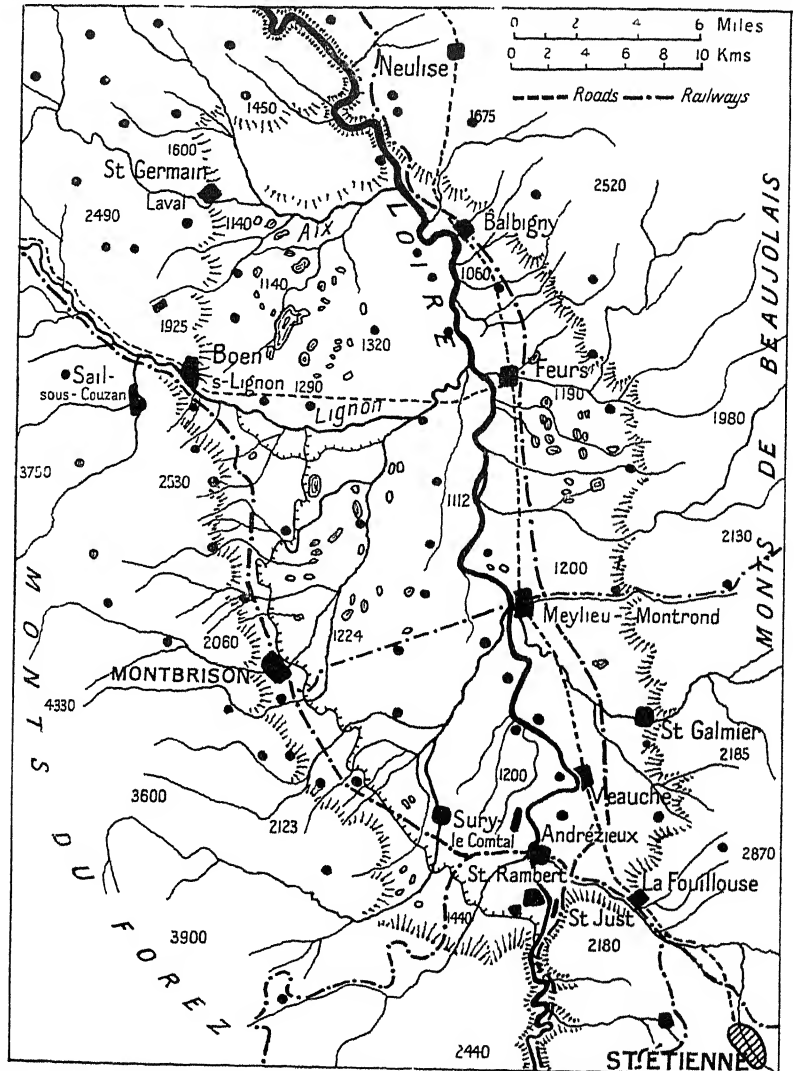 0 2 4 6 Miles
0 2 4 6 8 10 Kms
Roads Railways
Neulise
1450
1675
1600
St Germain
Laval
2520
2490
1140
Aix
LOIRE
Balbigny
1060
1140
1925
1320
Boen
s-Lignon
1290
Feurs
1190
Sail-
sous-Couzan
Lignon
1980
MONTS DE BEAUJOLAIS
3750
2530
1112
2130
1200
Meylieu-Montrond
2060
1224
MONTBRISON
4330
St Galmier
2185
1200
3600
Veauche
2123
Sury-
le Comtal
Andrezieux
2870
St. Rambert
La Fouillouse
St Just
1440
2180
3900
MONTS DU FOREZ
2440
ST. ETIENNE